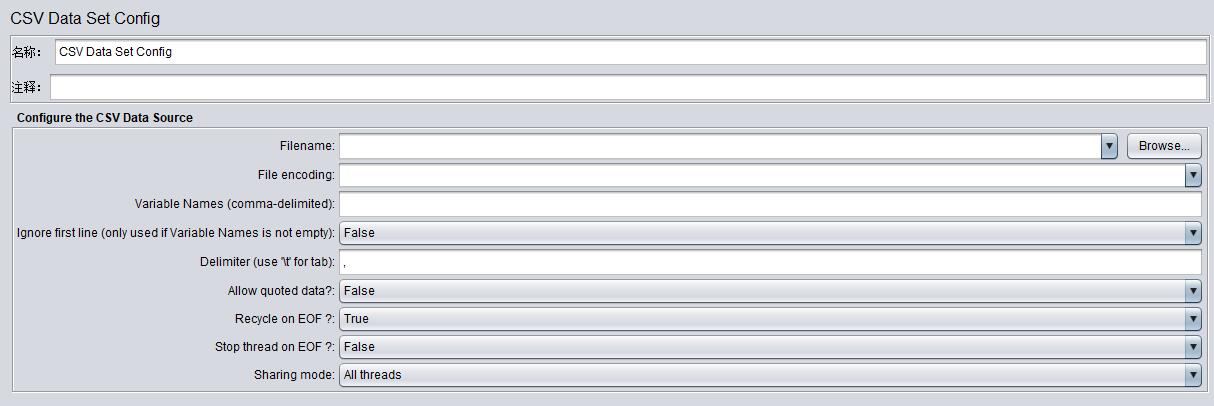 CSV Data Set Config
名称： CSV Data Set Config
注释：
Configure the CSV Data Source
Filename: Browse...
File encoding:
Variable Names (comma-delimited):
Ignore first line (only used if Variable Names is not empty): False
Delimiter (use '\t' for tab): ,
Allow quoted data?: False
Recycle on EOF ?: True
Stop thread on EOF ?: False
Sharing mode: All threads